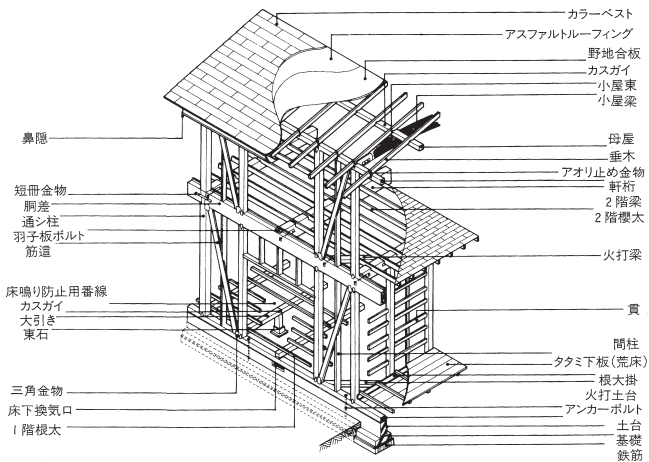 カラーベスト
アスファルトルーフィング
野地合板
カスガイ
小屋東
小屋梁
母屋
垂木
アオリ止め金物
軒桁
2階梁
2階櫻太
火打梁
貫
間柱
タタミ下板(荒床)
根太掛
火打土台
アンカーボルト
土台
基礎
鉄筋
鼻隠
短冊金物
胴差
通シ柱
羽子板ボルト
筋違
床鳴り防止用番線
カスガイ
大引き
東石
三角金物
床下換気口
1階根太